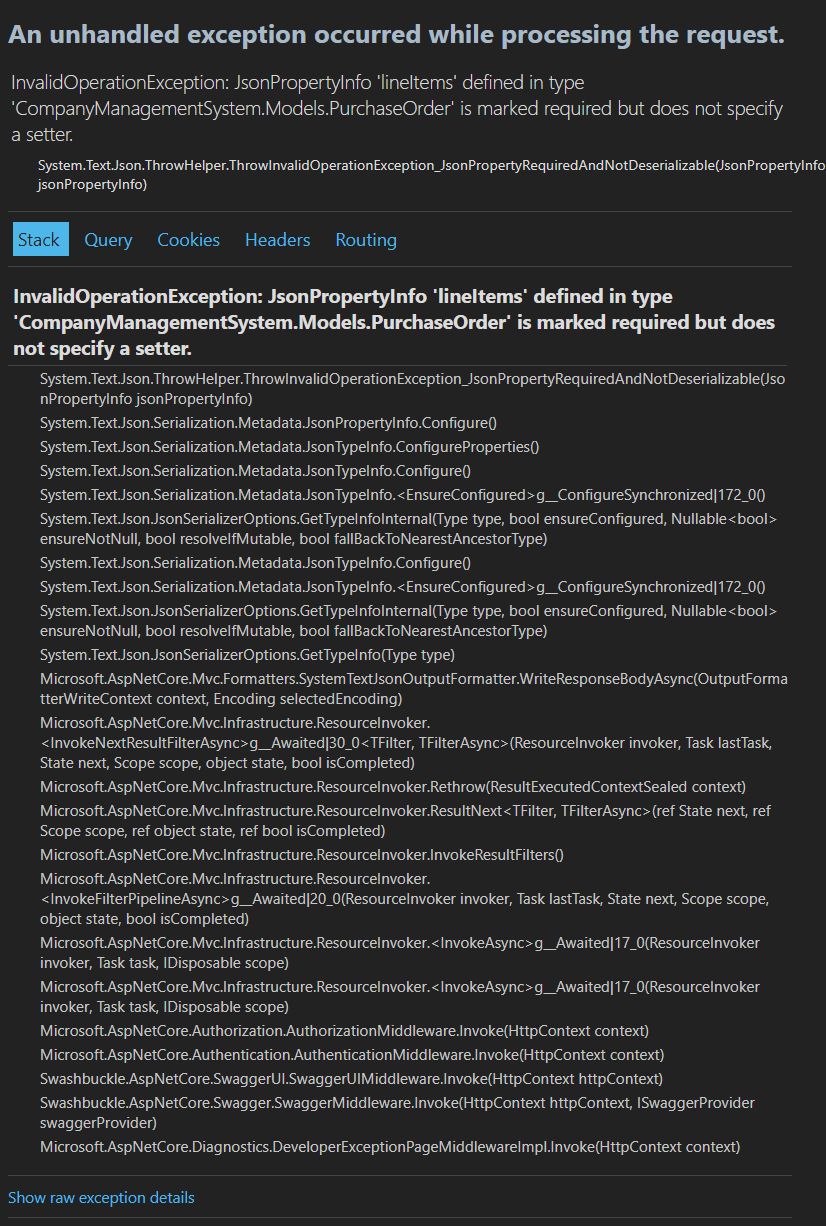 An unhandled exception occurred while processing the request.
InvalidOperationException: JsonPropertyInfo 'lineItems' defined in type
'CompanyManagementSystem.Models.PurchaseOrder' is marked required but does not specify
a setter.
System.Text.Json.ThrowHelper.ThrowInvalidOperationException_JsonPropertyRequiredAndNotDeserializable(JsonPropertyInfo
jsonPropertyInfo)
Stack Query Cookies Headers Routing
InvalidOperationException: JsonPropertyInfo 'lineItems' defined in type
'CompanyManagementSystem.Models.PurchaseOrder' is marked required but does
not specify a setter.
System.Text.Json.ThrowHelper.ThrowInvalidOperationException_JsonPropertyRequiredAndNotDeserializable(Jso
nPropertyInfo jsonPropertyInfo)
System.Text.Json.Serialization.Metadata.JsonPropertyInfo.Configure()
System.Text.Json.Serialization.Metadata.JsonTypeInfo.ConfigureProperties()
System.Text.Json.Serialization.Metadata.JsonTypeInfo.Configure()
System.Text.Json.Serialization.Metadata.JsonTypeInfo.<EnsureConfigured>g__ConfigureSynchronized|172_0()
System.Text.Json.JsonSerializerOptions.GetTypeInfoInternal(Type type, bool ensureConfigured, Nullable<bool>
ensureNotNull, bool resolveIfMutable, bool fallBackToNearestAncestorType)
System.Text.Json.Serialization.Metadata.JsonTypeInfo.Configure()
System.Text.Json.Serialization.Metadata.JsonTypeInfo.<EnsureConfigured>g__ConfigureSynchronized|172_0()
System.Text.Json.JsonSerializerOptions.GetTypeInfoInternal(Type type, bool ensureConfigured, Nullable<bool>
ensureNotNull, bool resolveIfMutable, bool fallBackToNearestAncestorType)
System.Text.Json.JsonSerializerOptions.GetTypeInfo(Type type)
Microsoft.AspNetCore.Mvc.Formatters.SystemTextJsonOutputFormatter.WriteResponseBodyAsync(OutputForma
tterWriteContext context, Encoding selectedEncoding)
Microsoft.AspNetCore.Mvc.Infrastructure.ResourceInvoker.
<InvokeNextResultFilterAsync>g__Awaited|30_0<TFilter, TFilterAsync>(ResourceInvoker invoker, Task lastTask,
State next, Scope scope, object state, bool isCompleted)
Microsoft.AspNetCore.Mvc.Infrastructure.ResourceInvoker.Rethrow(ResultExecutedContextSealed context)
Microsoft.AspNetCore.Mvc.Infrastructure.ResourceInvoker.ResultNext<TFilter, TFilterAsync>(ref State next, ref
Scope scope, ref object state, ref bool isCompleted)
Microsoft.AspNetCore.Mvc.Infrastructure.ResourceInvoker.InvokeResultFilters()
Microsoft.AspNetCore.Mvc.Infrastructure.ResourceInvoker.
<InvokeFilterPipelineAsync>g__Awaited|20_0(ResourceInvoker invoker, Task lastTask, State next, Scope scope,
object state, bool isCompleted)
Microsoft.AspNetCore.Mvc.Infrastructure.ResourceInvoker.<InvokeAsync>g__Awaited|17_0(ResourceInvoker
invoker, Task task, IDisposable scope)
Microsoft.AspNetCore.Mvc.Infrastructure.ResourceInvoker.<InvokeAsync>g__Awaited|17_0(ResourceInvoker
invoker, Task task, IDisposable scope)
Microsoft.AspNetCore.Authorization.AuthorizationMiddleware.Invoke(HttpContext context)
Microsoft.AspNetCore.Authentication.AuthenticationMiddleware.Invoke(HttpContext context)
Swashbuckle.AspNetCore.SwaggerUI.SwaggerUIMiddleware.Invoke(HttpContext httpContext)
Swashbuckle.AspNetCore.Swagger.SwaggerMiddleware.Invoke(HttpContext httpContext, ISwaggerProvider
swaggerProvider)
Microsoft.AspNetCore.Diagnostics.DeveloperExceptionPageMiddlewareImpl.Invoke(HttpContext context)
Show raw exception details